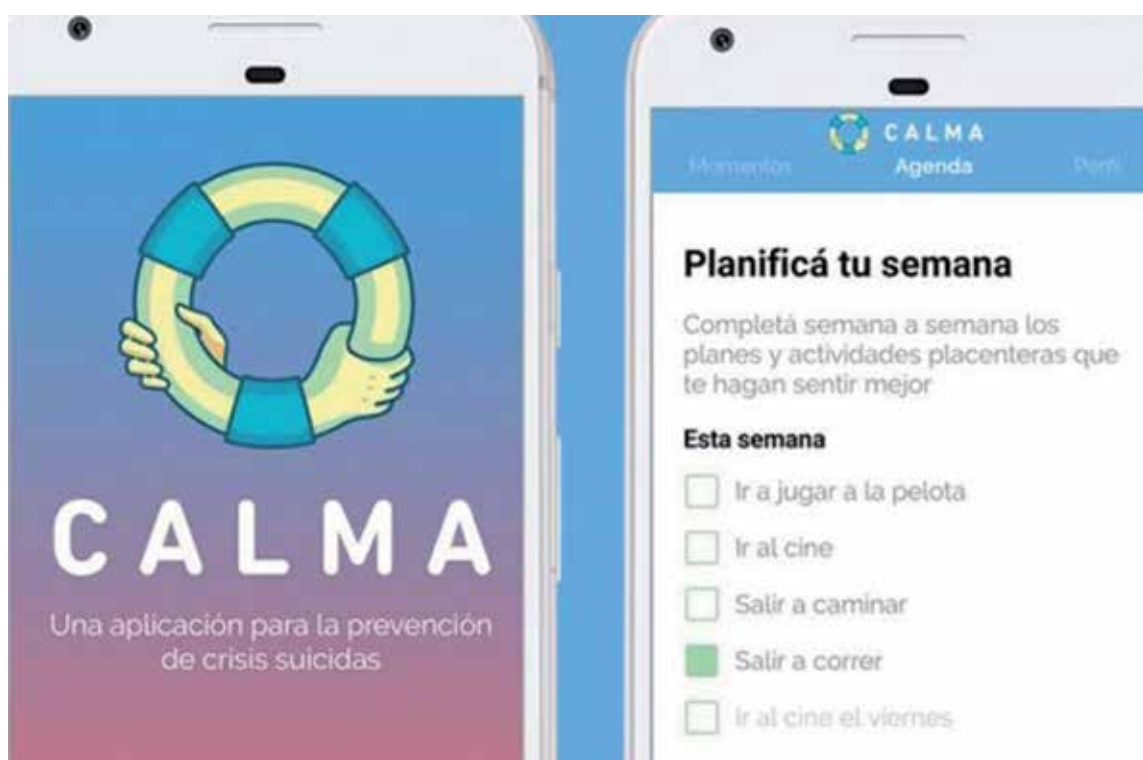 CALMA
Una aplicación para la prevención
de crisis suicidas
CALMA
Momentos Agenda Perfil
Planificá tu semana
Completá semana a semana los
planes y actividades placenteras que
te hagan sentir mejor
Esta semana
Ir a jugar a la pelota
Ir al cine
Salir a caminar
Salir a correr
Ir al cine el viernes